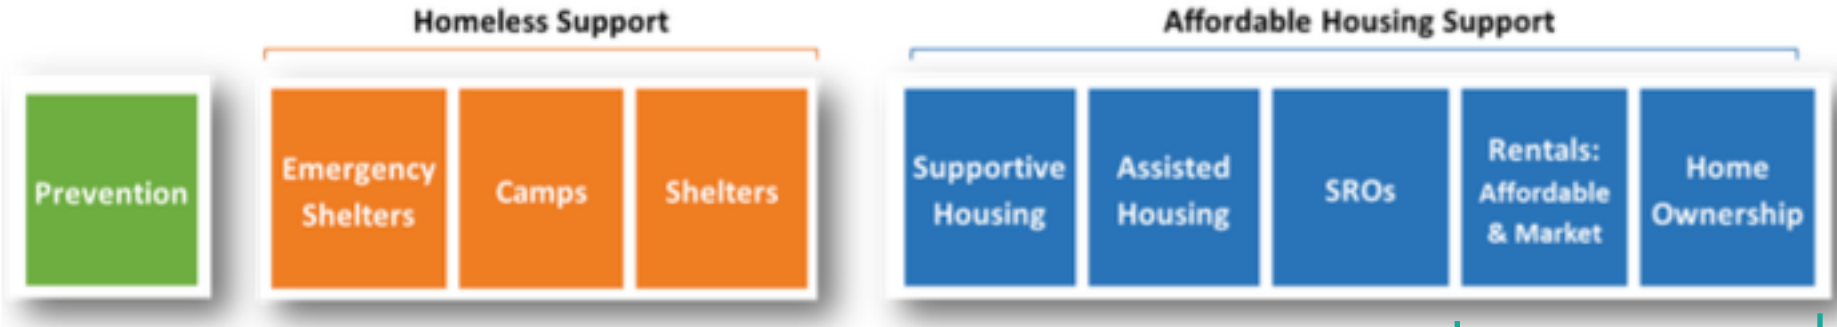 Homeless Support
Affordable Housing Support
Prevention
Emergency
Shelters
Camps
Shelters
Supportive
Housing
Assisted
Housing
SROs
Rentals:
Affordable
& Market
Home
Ownership